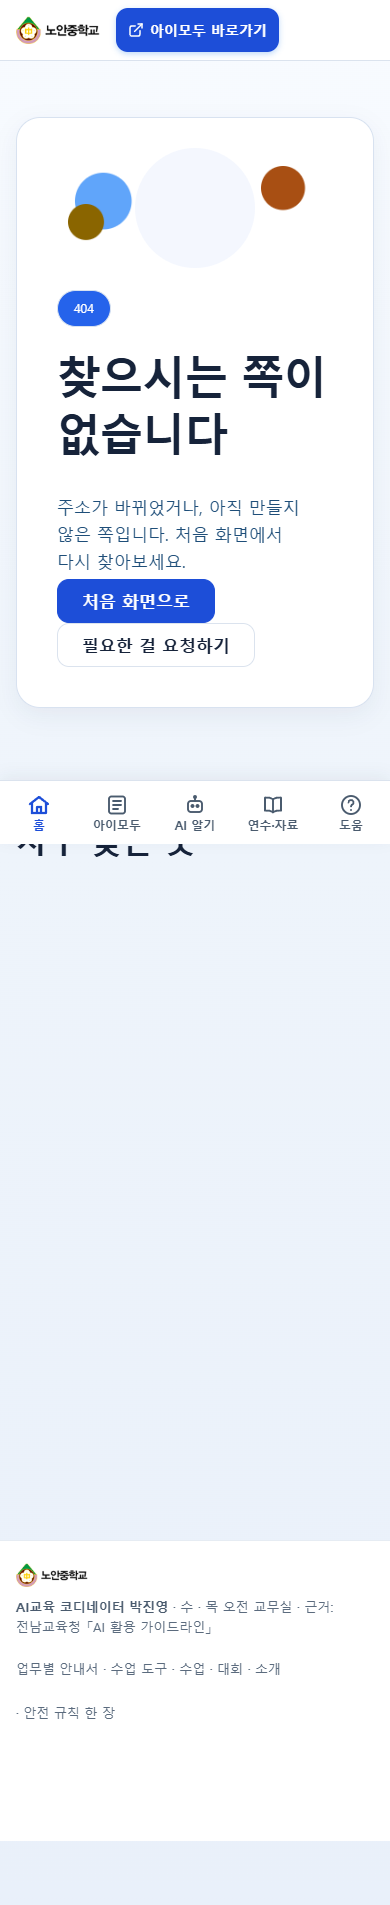 노안중학교
아이모두 바로가기
404
찾으시는 쪽이
없습니다
주소가 바뀌었거나, 아직 만들지
않은 쪽입니다. 처음 화면에서
다시 찾아보세요.
처음 화면으로
필요한 걸 요청하기
홈
아이모두
AI 알기
연수·자료
도움
노안중학교
AI교육 코디네이터 박진영 · 수 · 목 오전 교무실 · 근거:
전남교육청 「AI 활용 가이드라인」
업무별 안내서 · 수업 도구 · 수업 · 대회 · 소개
· 안전 규칙 한 장